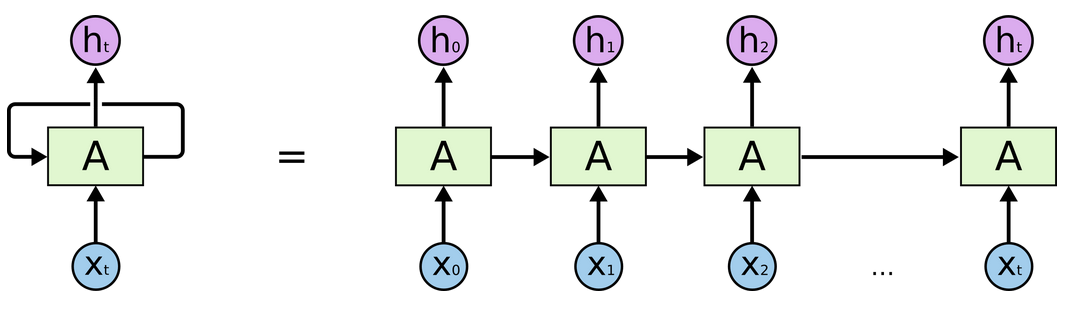 hₜ h₀ h₁ h₂ hₜ
A = A A A A
xₜ x₀ x₁ x₂ ... xₜ